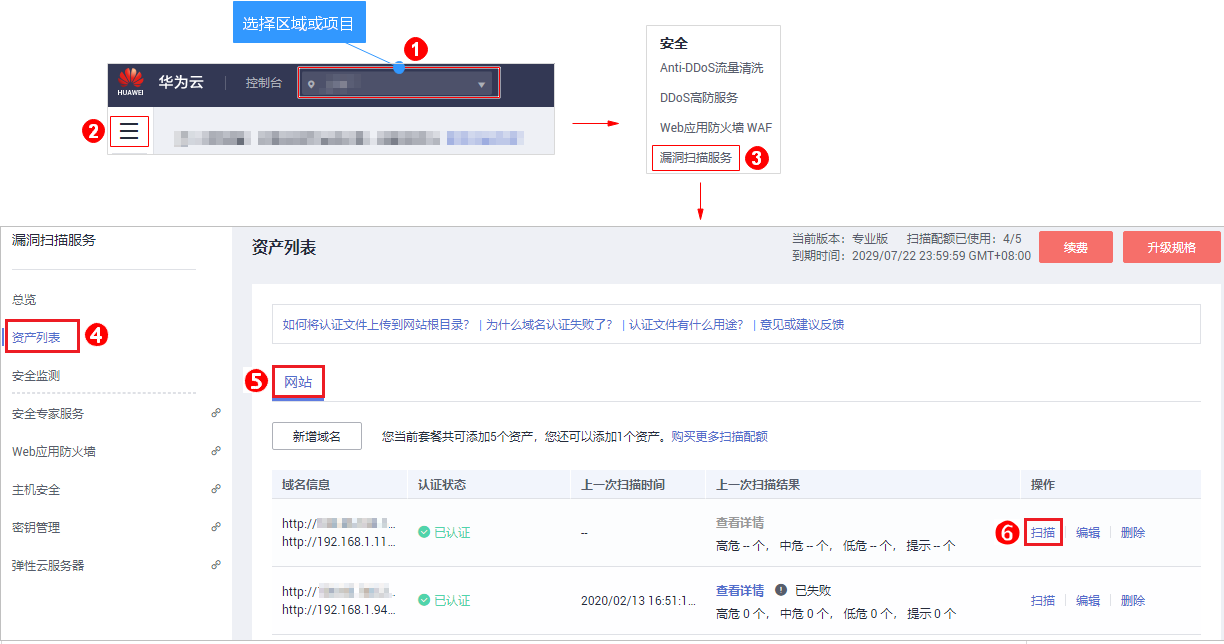 选择区域或项目
1
HUAWEI 华为云 控制台
2
安全
Anti-DDoS流量清洗
DDoS高防服务
Web应用防火墙 WAF
漏洞扫描服务 3
漏洞扫描服务
总览
资产列表 4
安全监测
安全专家服务
Web应用防火墙
主机安全
密钥管理
弹性云服务器
资产列表
当前版本：专业版 扫描配额已使用：4/5
到期时间：2029/07/22 23:59:59 GMT+08:00
续费 升级规格
如何将认证文件上传到网站根目录？ | 为什么域名认证失败了？ | 认证文件有什么用途？ | 意见或建议反馈
5 网站
新增域名 您当前套餐共可添加5个资产，您还可以添加1个资产。购买更多扫描配额
域名信息 认证状态 上一次扫描时间 上一次扫描结果 操作
http://
http://192.168.1.11... 已认证 -- 查看详情
高危 -- 个， 中危 -- 个， 低危 -- 个， 提示 -- 个
6 扫描 编辑 删除
http://
http://192.168.1.94... 已认证 2020/02/13 16:51:1... 查看详情 已失败
高危 0 个， 中危 0 个， 低危 0 个， 提示 0 个
扫描 编辑 删除